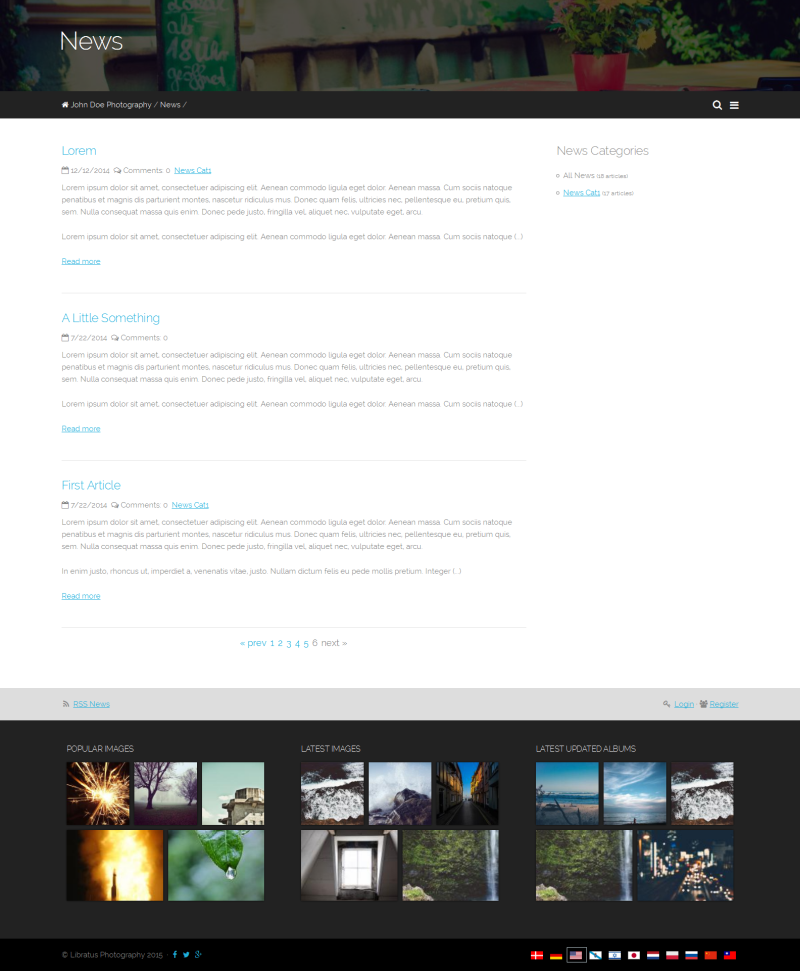 Lokal
ab
18 Uhr
geöffnet
News
John Doe Photography / News /
Lorem
12/12/2014 Comments: 0 News Cat1
Lorem ipsum dolor sit amet, consectetuer adipiscing elit. Aenean commodo ligula eget dolor. Aenean massa. Cum sociis natoque
penatibus et magnis dis parturient montes, nascetur ridiculus mus. Donec quam felis, ultricies nec, pellentesque eu, pretium quis,
sem. Nulla consequat massa quis enim. Donec pede justo, fringilla vel, aliquet nec, vulputate eget, arcu.
Lorem ipsum dolor sit amet, consectetuer adipiscing elit. Aenean commodo ligula eget dolor. Aenean massa. Cum sociis natoque (...)
Read more
A Little Something
7/22/2014 Comments: 0
Lorem ipsum dolor sit amet, consectetuer adipiscing elit. Aenean commodo ligula eget dolor. Aenean massa. Cum sociis natoque
penatibus et magnis dis parturient montes, nascetur ridiculus mus. Donec quam felis, ultricies nec, pellentesque eu, pretium quis,
sem. Nulla consequat massa quis enim. Donec pede justo, fringilla vel, aliquet nec, vulputate eget, arcu.
Lorem ipsum dolor sit amet, consectetuer adipiscing elit. Aenean commodo ligula eget dolor. Aenean massa. Cum sociis natoque (...)
Read more
First Article
7/22/2014 Comments: 0 News Cat1
Lorem ipsum dolor sit amet, consectetuer adipiscing elit. Aenean commodo ligula eget dolor. Aenean massa. Cum sociis natoque
penatibus et magnis dis parturient montes, nascetur ridiculus mus. Donec quam felis, ultricies nec, pellentesque eu, pretium quis,
sem. Nulla consequat massa quis enim. Donec pede justo, fringilla vel, aliquet nec, vulputate eget, arcu.
In enim justo, rhoncus ut, imperdiet a, venenatis vitae, justo. Nullam dictum felis eu pede mollis pretium. Integer (...)
Read more
« prev 1 2 3 4 5 6 next »
News Categories
All News (18 articles)
News Cat1 (17 articles)
RSS News
Login · Register
POPULAR IMAGES
LATEST IMAGES
LATEST UPDATED ALBUMS
© Libratus Photography 2015 ·